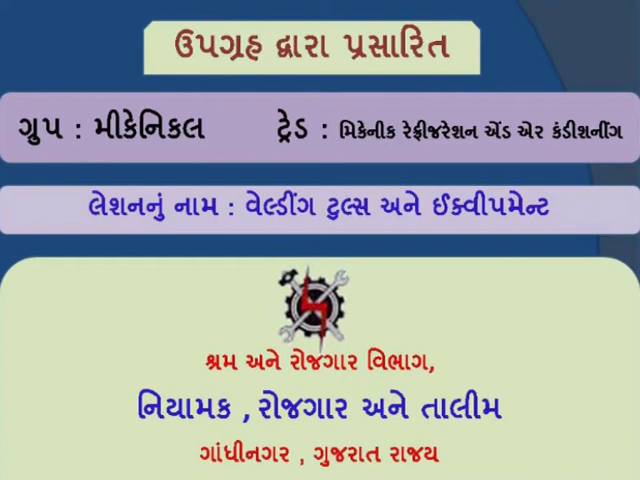 ઉપગ્રહ દ્વારા પ્રસારિત
ગ્રુપ : મીકેનિકલ ટ્રેડ : મિકેનીક રેફ્રીજરેશન એંડ એર કંડીશનીંગ
લેશનનું નામ : વેલ્ડીંગ ટુલ્સ અને ઈક્વીપમેન્ટ
શ્રમ અને રોજગાર વિભાગ,
નિયામક , રોજગાર અને તાલીમ
ગાંધીનગર , ગુજરાત રાજય